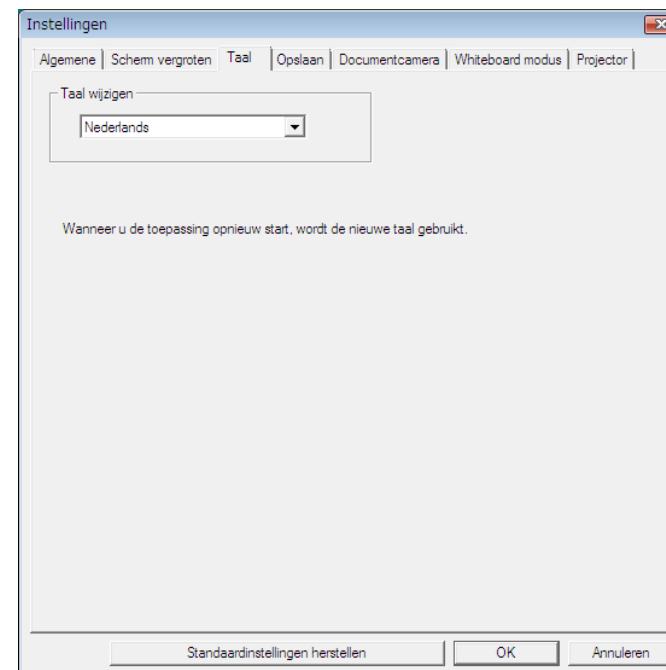 Instellingen
Algemene Scherm vergroten Taal Opslaan Documentcamera Whiteboard modus Projector
Taal wijzigen
Nederlands
Wanneer u de toepassing opnieuw start, wordt de nieuwe taal gebruikt.
Standaardinstellingen herstellen OK Annuleren